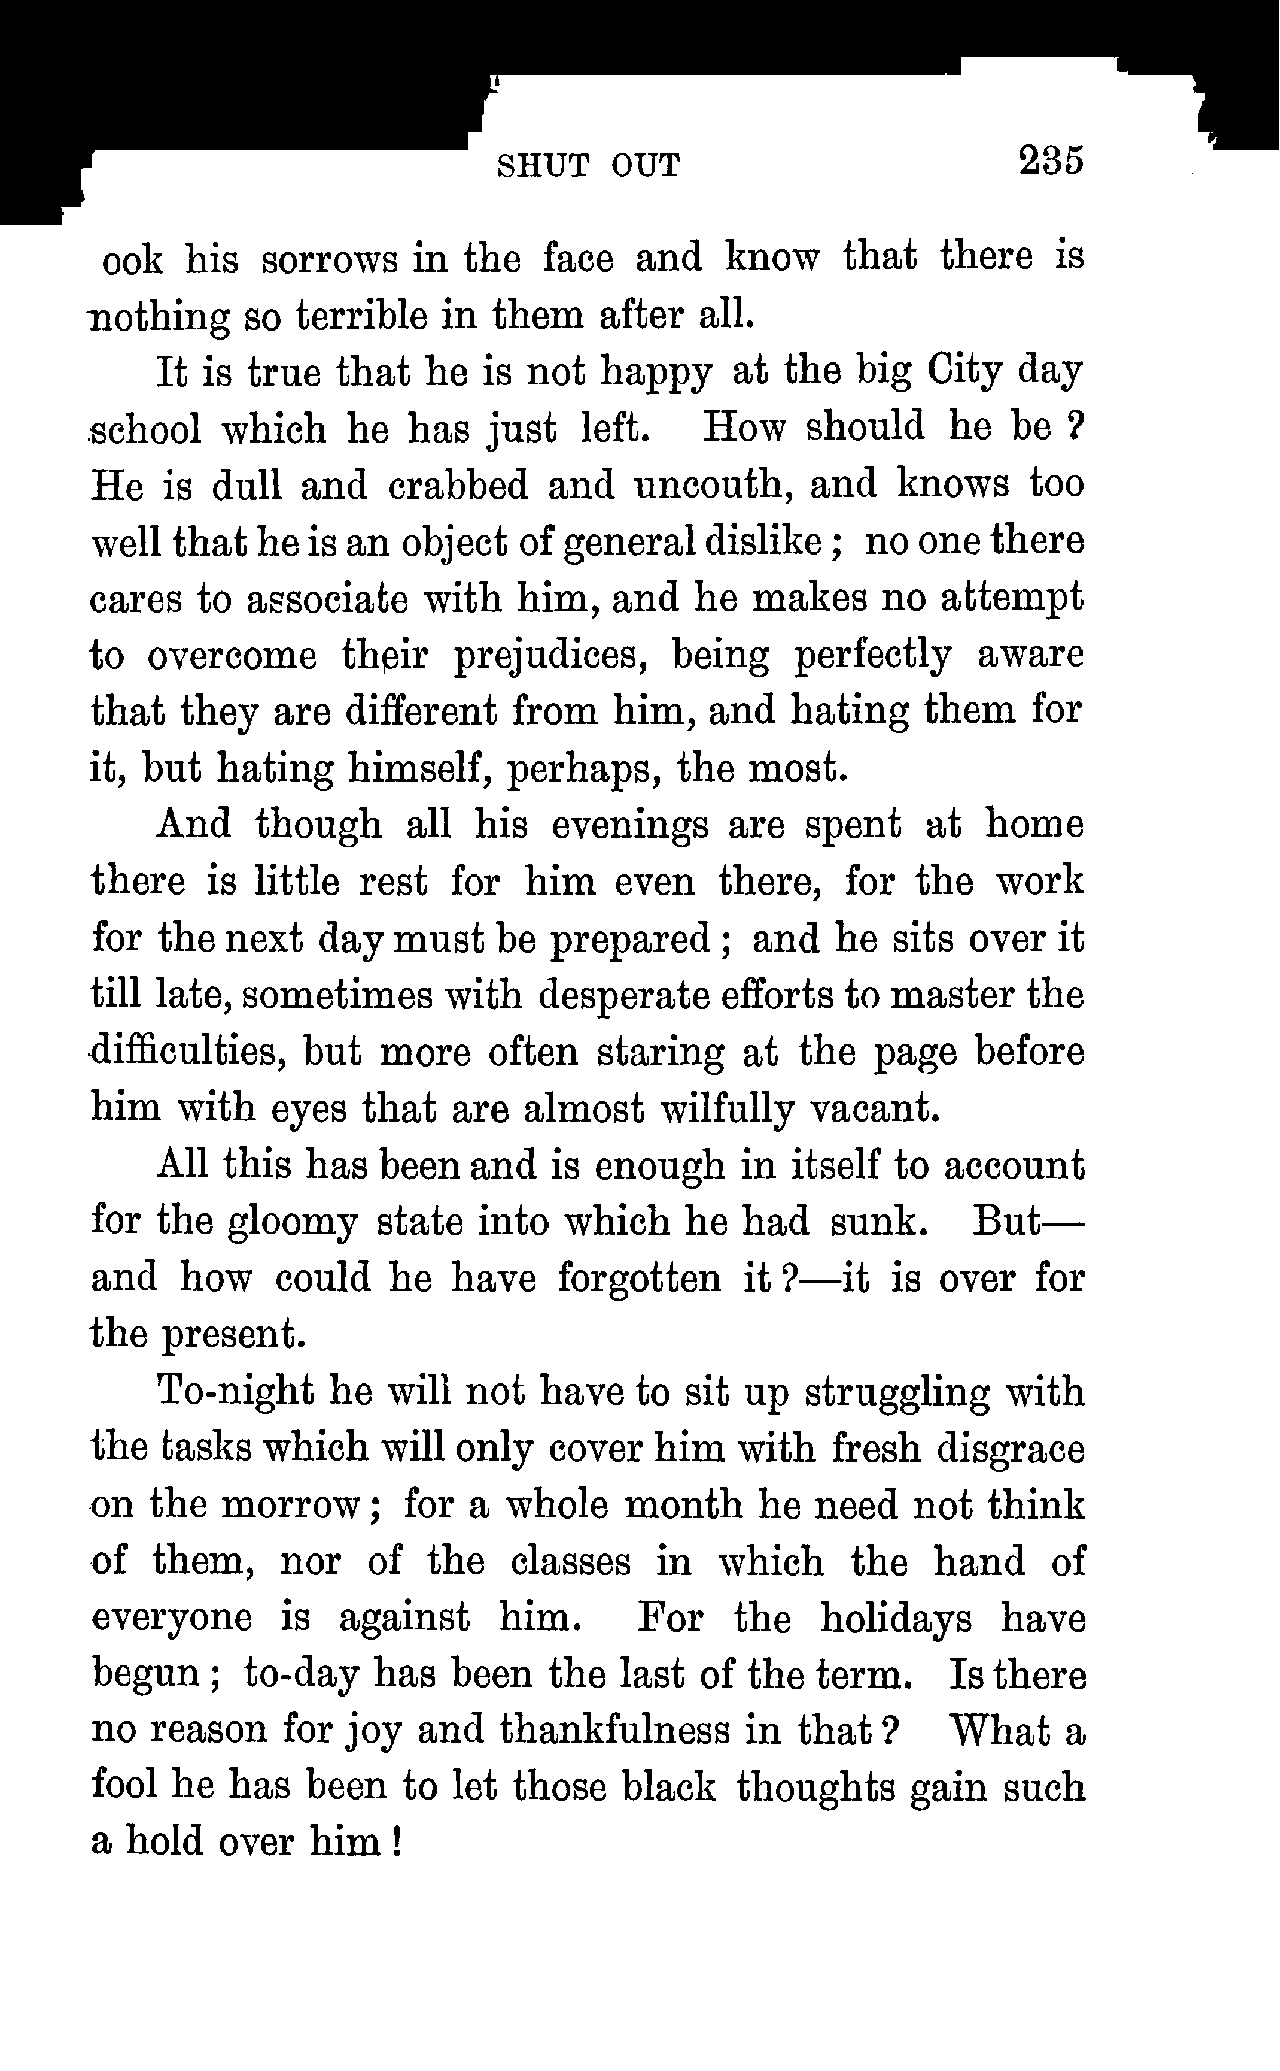 SHUT OUT 235
ook his sorrows in the face and know that there is
nothing so terrible in them after all.
It is true that he is not happy at the big City day
school which he has just left. How should he be ?
He is dull and crabbed and uncouth, and knows too
well that he is an object of general dislike ; no one there
cares to associate with him, and he makes no attempt
to overcome their prejudices, being perfectly aware
that they are different from him, and hating them for
it, but hating himself, perhaps, the most.
And though all his evenings are spent at home
there is little rest for him even there, for the work
for the next day must be prepared ; and he sits over it
till late, sometimes with desperate efforts to master the
difficulties, but more often staring at the page before
him with eyes that are almost wilfully vacant.
All this has been and is enough in itself to account
for the gloomy state into which he had sunk. But—
and how could he have forgotten it ?—it is over for
the present.
To-night he will not have to sit up struggling with
the tasks which will only cover him with fresh disgrace
on the morrow ; for a whole month he need not think
of them, nor of the classes in which the hand of
everyone is against him. For the holidays have
begun ; to-day has been the last of the term. Is there
no reason for joy and thankfulness in that ? What a
fool he has been to let those black thoughts gain such
a hold over him !